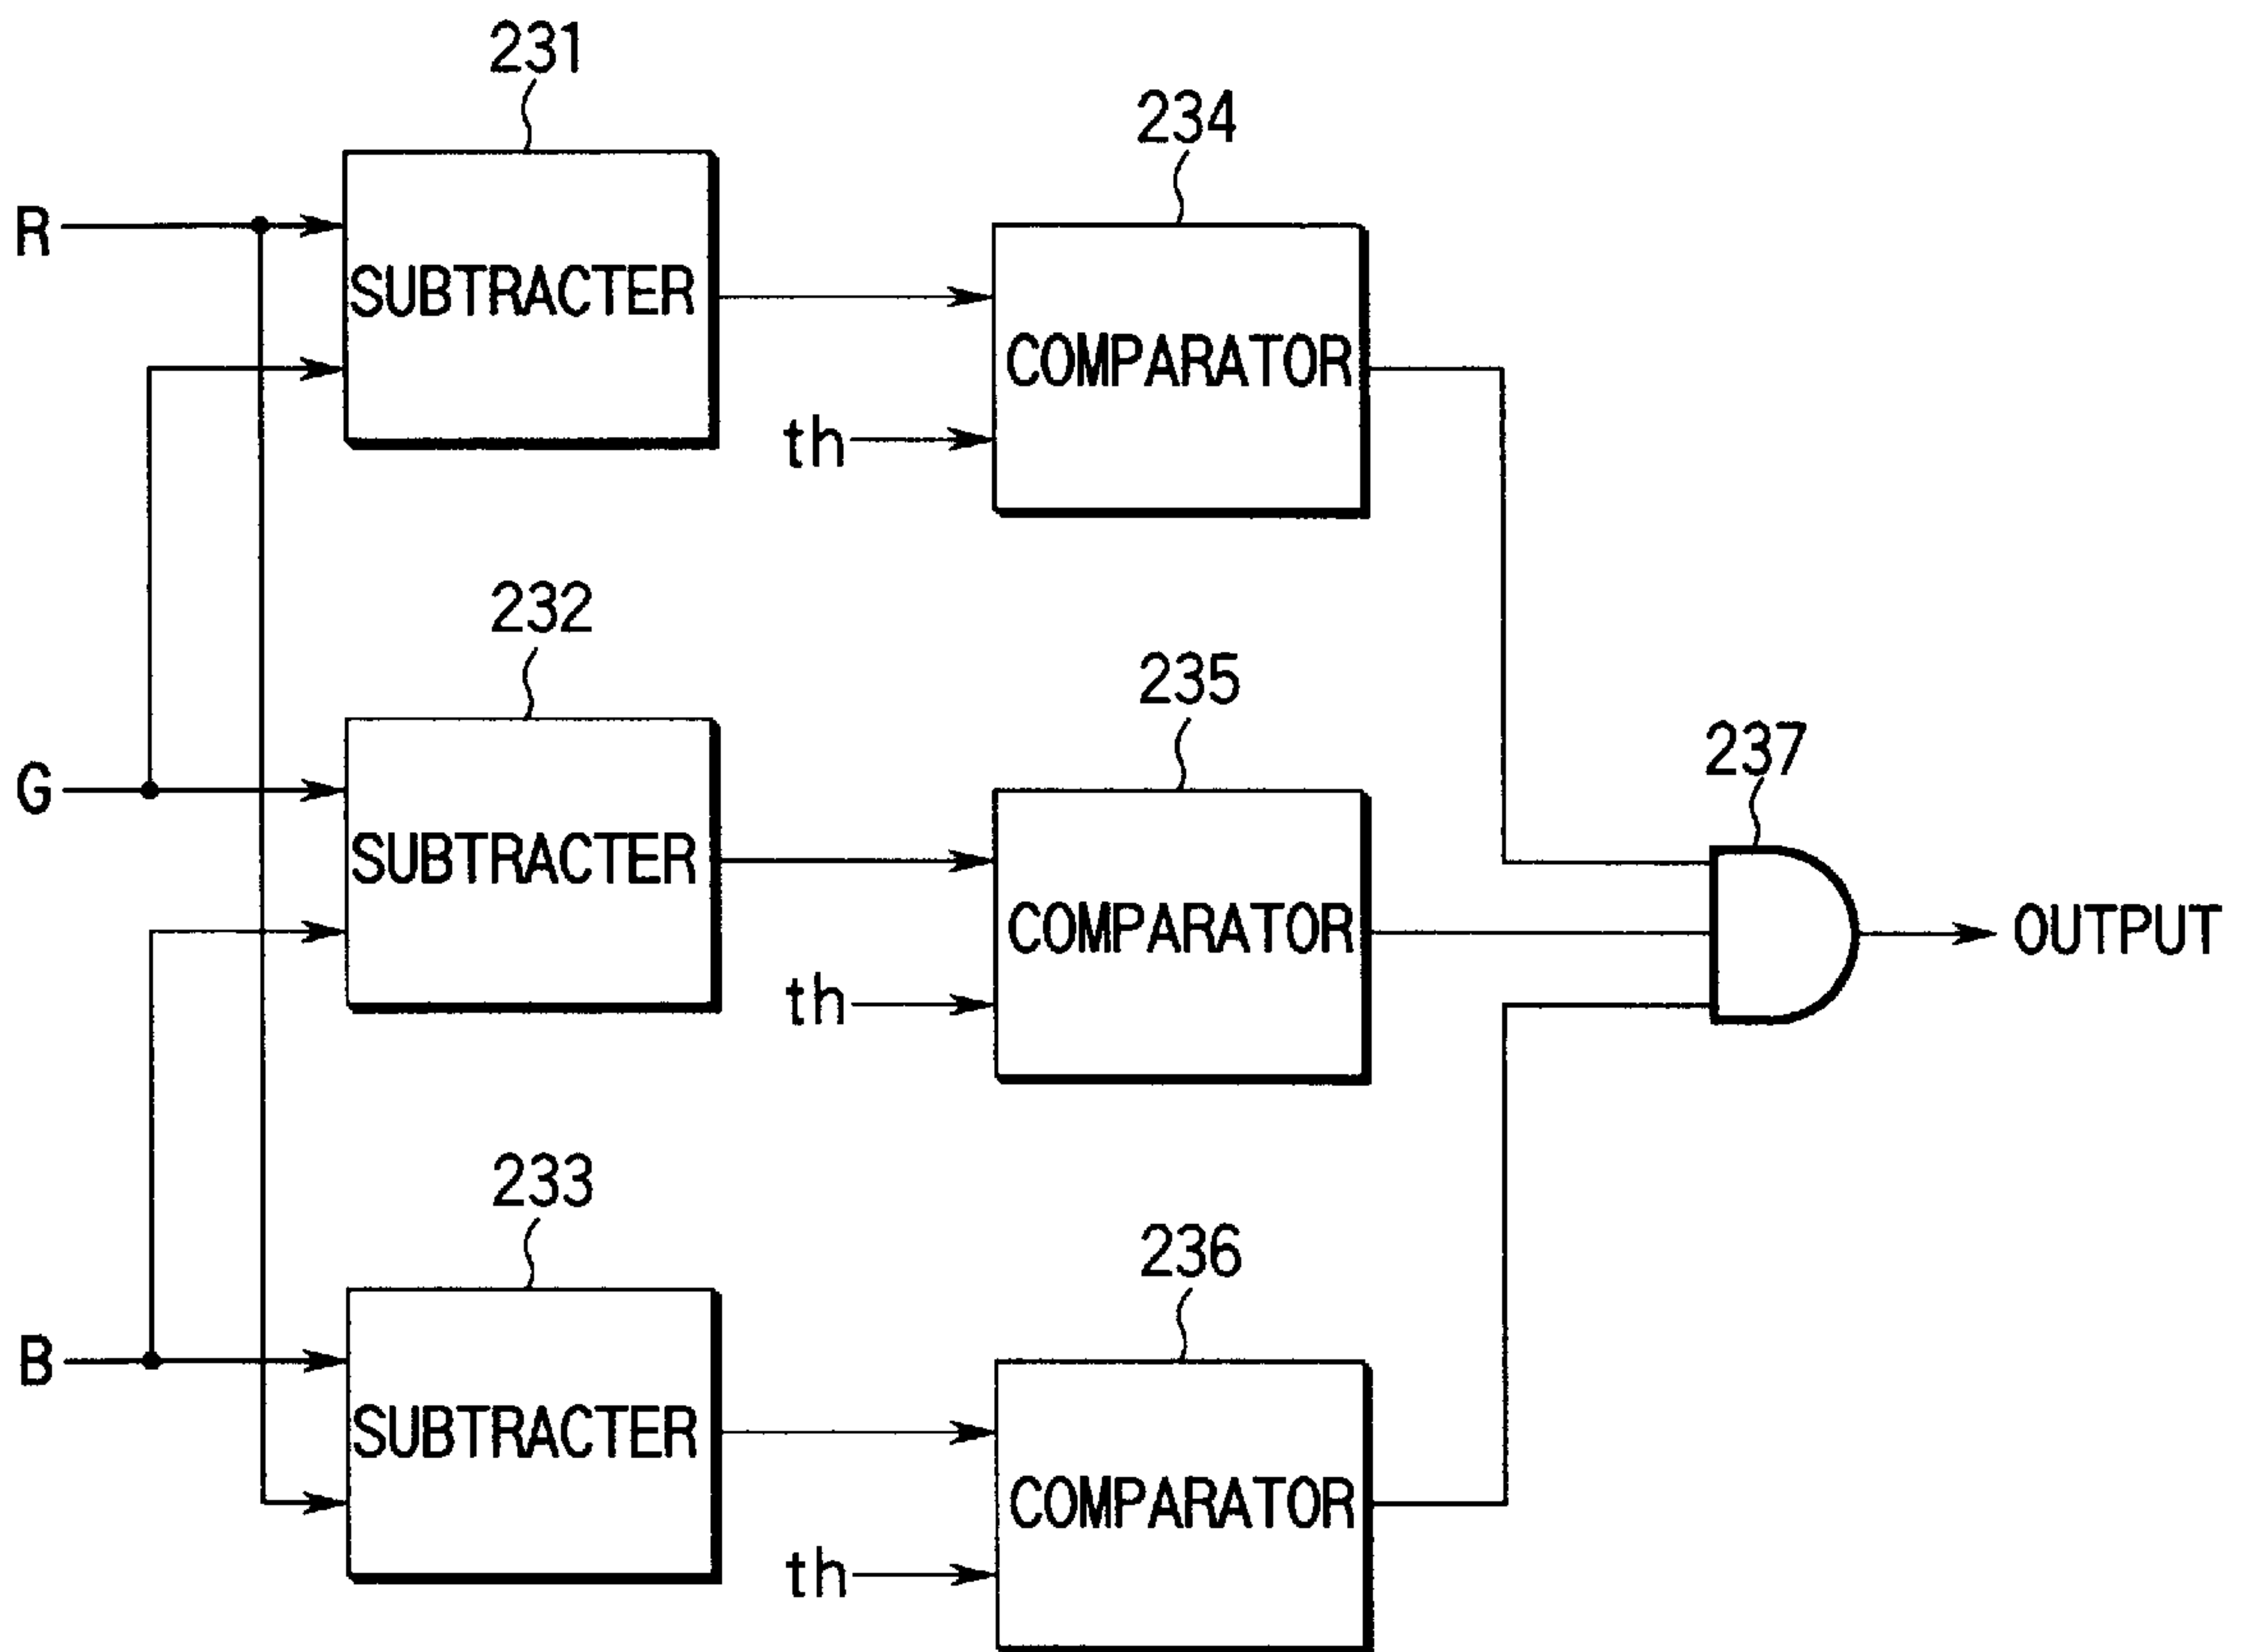 231
234
R
SUBTRACTER
COMPARATOR
th
232
235
237
G
SUBTRACTER
COMPARATOR
OUTPUT
th
233
236
B
SUBTRACTER
COMPARATOR
th